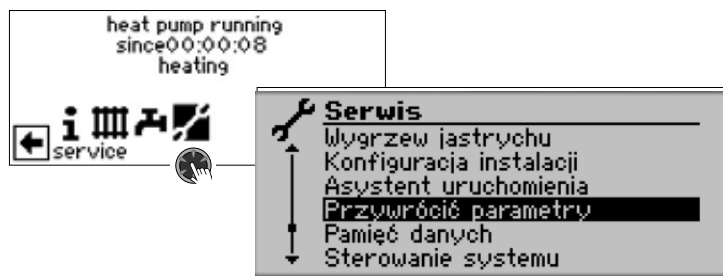 heat pump running
since00:00:08
heating
service
Serwis
Wygrzew jastrychu
Konfiguracja instalacji
Asystent uruchomienia
Przywrócić parametry
Pamięć danych
Sterowanie systemu